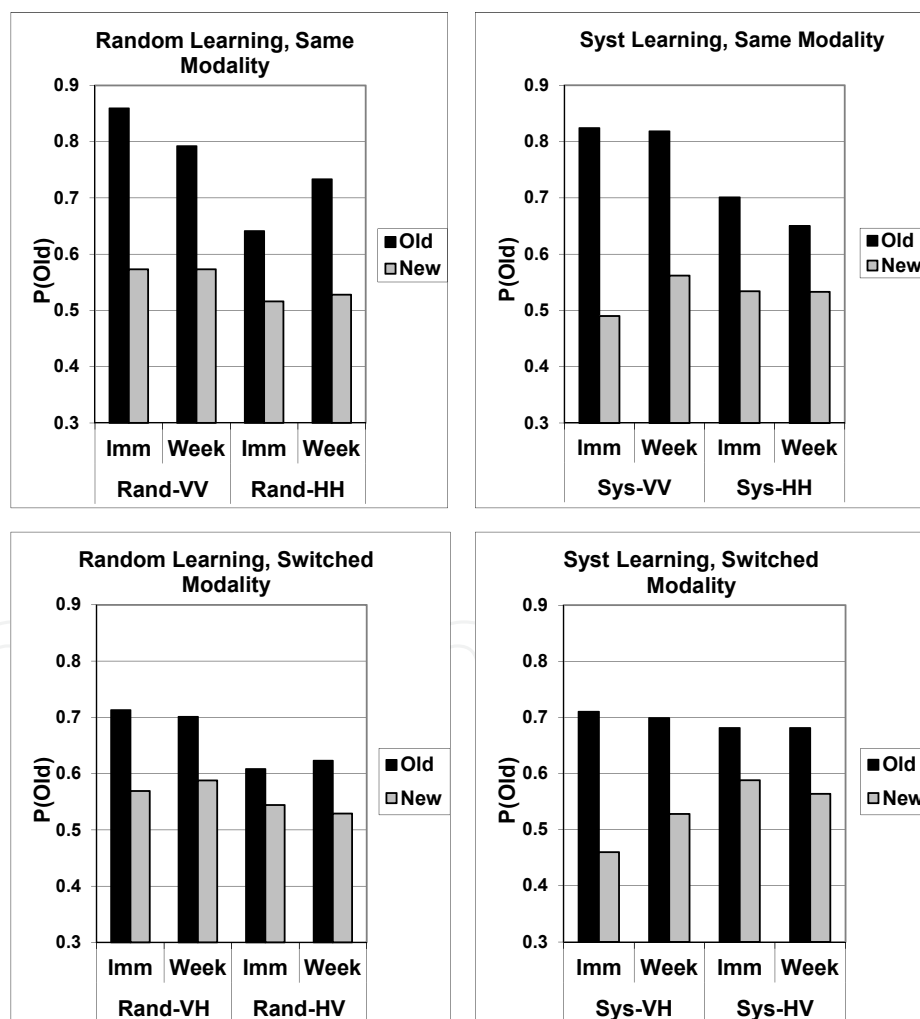 Random Learning, Same
Modality
P(Old)
0.9
0.8
0.7
0.6
0.5
0.4
0.3
Imm Week Imm Week
Rand-VV Rand-HH
Old
New
Syst Learning, Same Modality
P(Old)
0.9
0.8
0.7
0.6
0.5
0.4
0.3
Imm Week Imm Week
Sys-VV Sys-HH
Old
New
Random Learning, Switched
Modality
P(Old)
0.9
0.8
0.7
0.6
0.5
0.4
0.3
Imm Week Imm Week
Rand-VH Rand-HV
Old
New
Syst Learning, Switched
Modality
P(Old)
0.9
0.8
0.7
0.6
0.5
0.4
0.3
Imm Week Imm Week
Sys-VH Sys-HV
Old
New